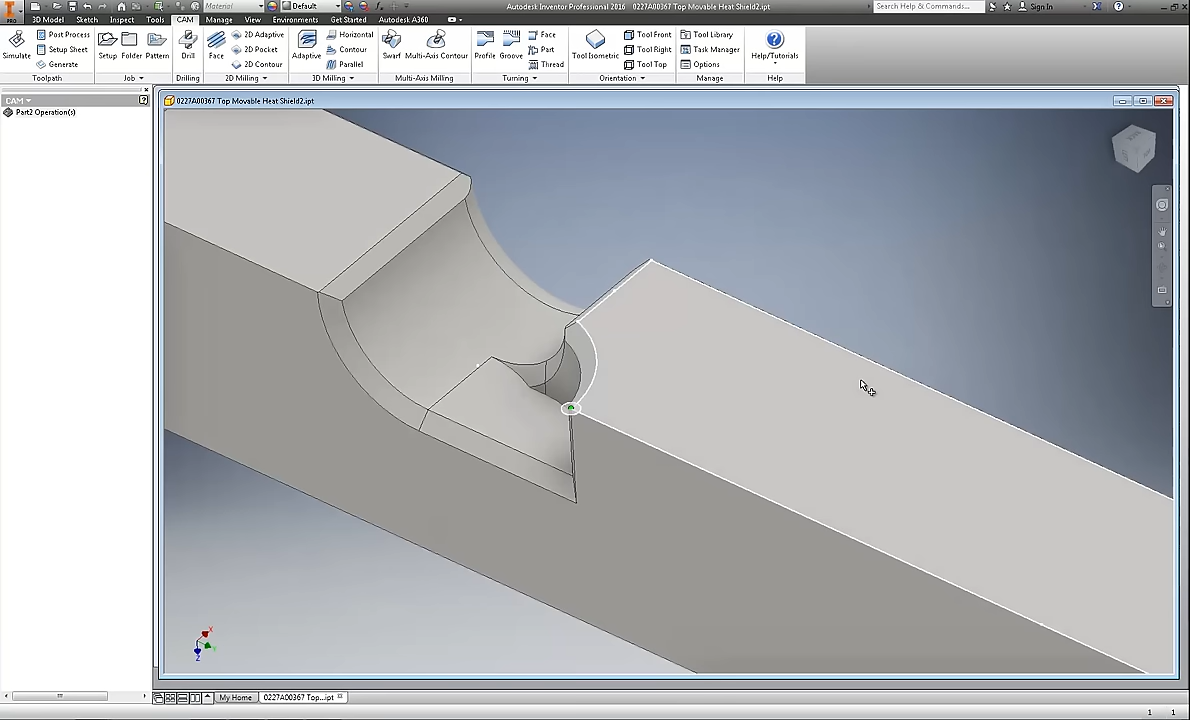 Material
Default
Autodesk Inventor Professional 2016 0227A00367 Top Movable Heat Shield2.ipt
Search Help & Commands...
Sign In
PRO
3D Model Sketch Inspect Tools CAM Manage View Environments Get Started Autodesk A360
Simulate
Post Process
Setup Sheet
Generate
Toolpath
Setup
Folder
Pattern
Job
Drill
Drilling
Face
2D Adaptive
2D Pocket
2D Contour
2D Milling
Adaptive
Horizontal
Contour
Parallel
3D Milling
Swarf
Multi-Axis Contour
Multi-Axis Milling
Profile
Groove
Face
Part
Thread
Turning
Tool Isometric
Tool Front
Tool Right
Tool Top
Orientation
Tool Library
Task Manager
Options
Manage
Help/Tutorials
Help
CAM
Part2 Operation(s)
0227A00367 Top Movable Heat Shield2.ipt
X
Y
Z
My Home
0227A00367 Top...ipt
1 1